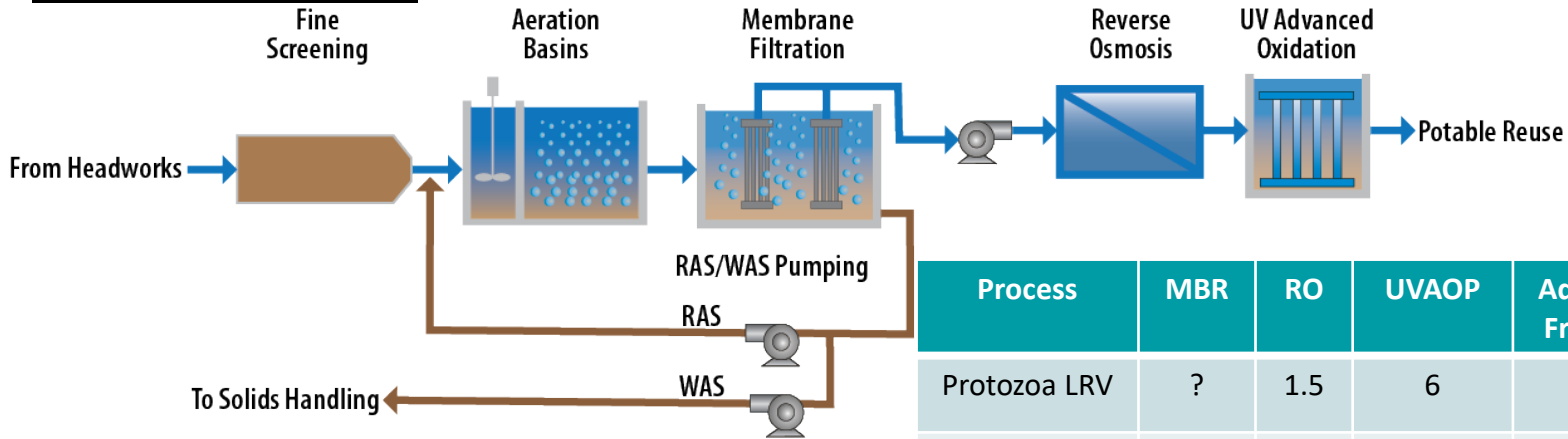 Fine
Screening
Aeration
Basins
Membrane
Filtration
Reverse
Osmosis
UV Advanced
Oxidation
From Headworks
Potable Reuse
RAS/WAS Pumping
RAS
WAS
To Solids Handling
Process MBR RO UVAOP
Protozoa LRV ? 1.5 6